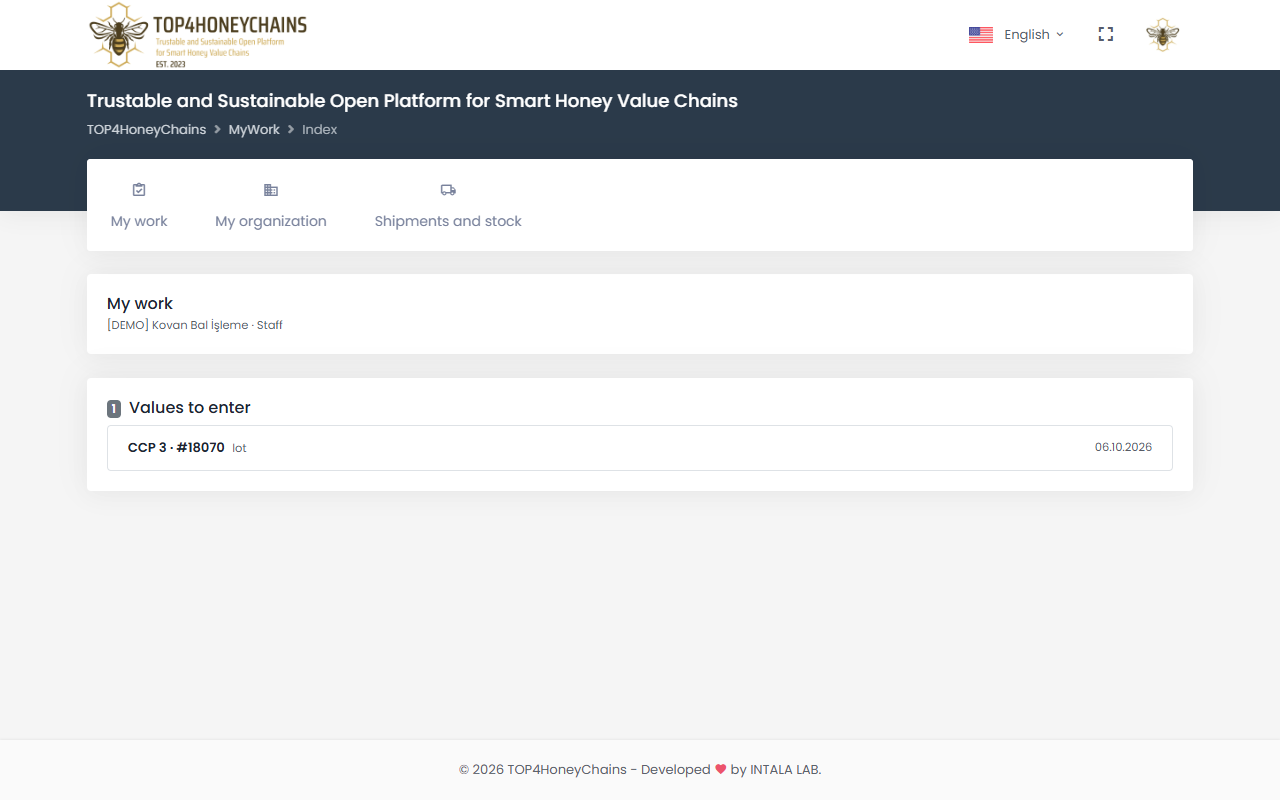 TOP4HONEYCHAINS
Trustable and Sustainable Open Platform
for Smart Honey Value Chains
EST. 2023
English
Trustable and Sustainable Open Platform for Smart Honey Value Chains
TOP4HoneyChains > MyWork > Index
My work
My organization
Shipments and stock
My work
[DEMO] Kovan Bal İşleme · Staff
1 Values to enter
CCP 3 · #18070 lot 06.10.2026
© 2026 TOP4HoneyChains - Developed ❤ by INTALA LAB.